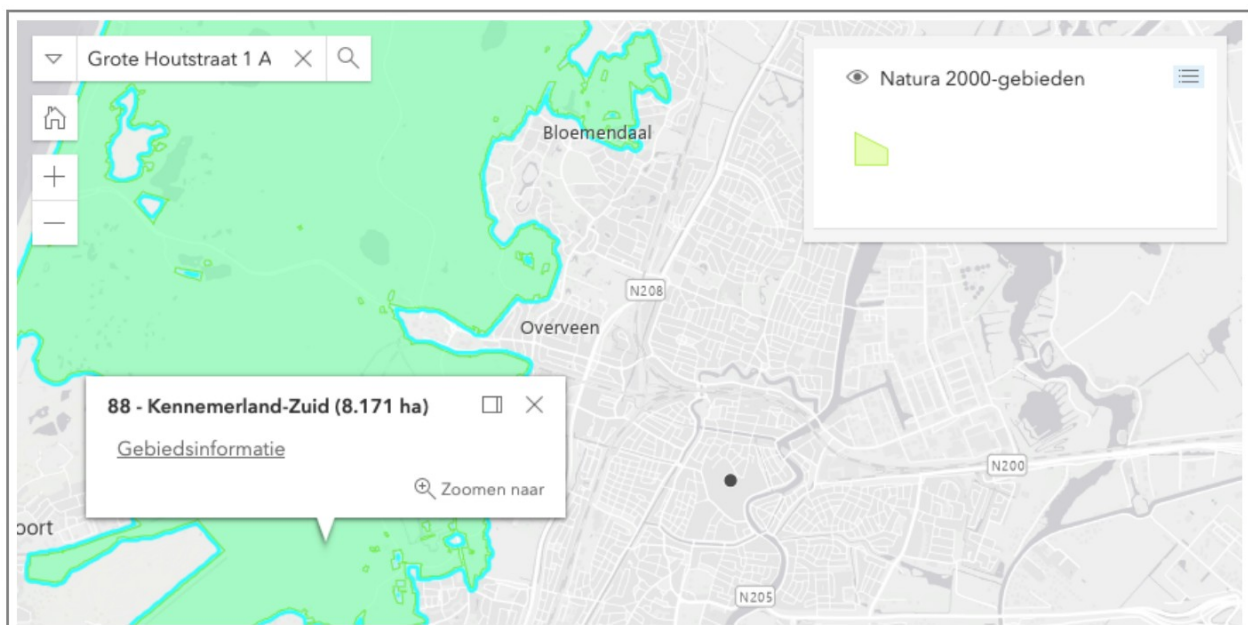 Grote Houtstraat 1 A
Natura 2000-gebieden
Bloemendaal
N208
Overveen
88 - Kennemerland-Zuid (8.171 ha)
Gebiedsinformatie
Zoomen naar
N200
oort
N205